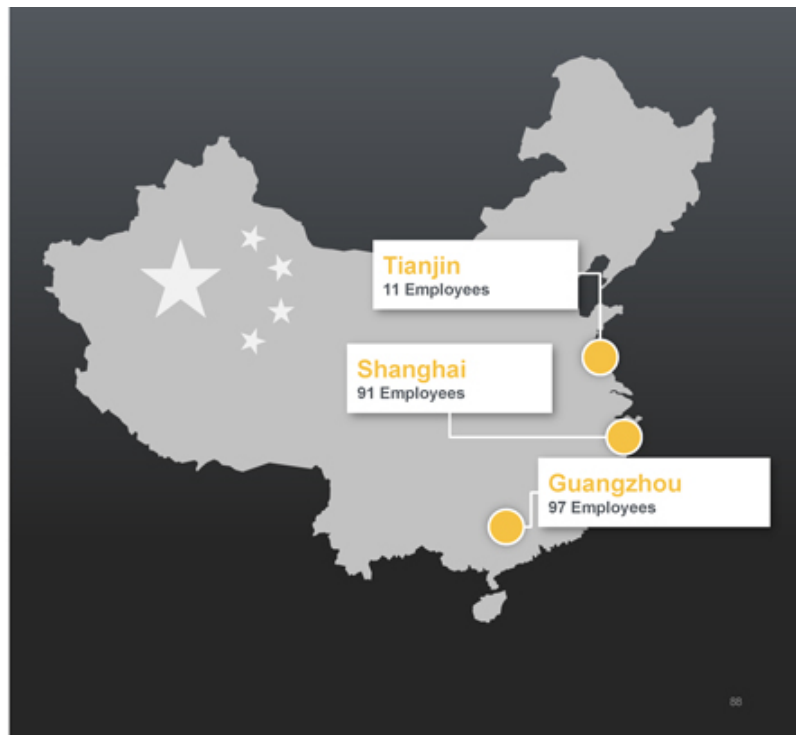 Tianjin
11 Employees
Shanghai
91 Employees
Guangzhou
97 Employees
88